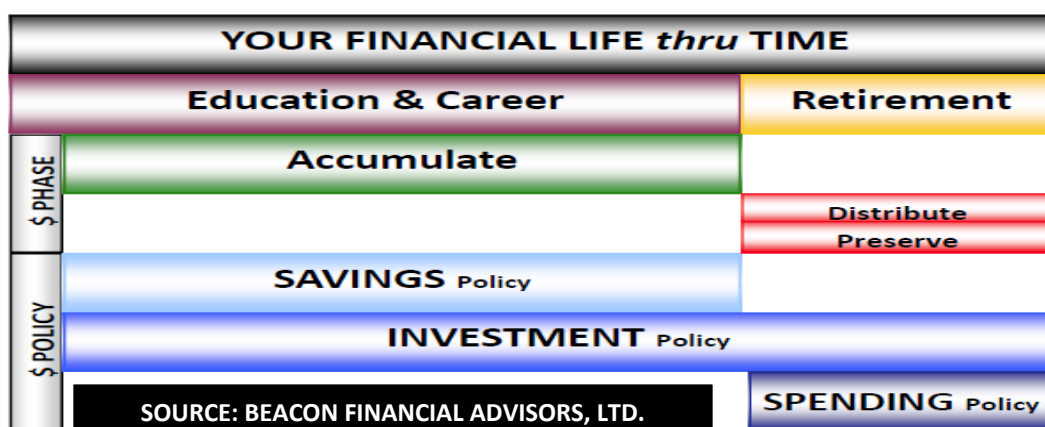 YOUR FINANCIAL LIFE thru TIME
Education & Career
Retirement
$ PHASE
Accumulate
Distribute
Preserve
$ POLICY
SAVINGS Policy
INVESTMENT Policy
SOURCE: BEACON FINANCIAL ADVISORS, LTD.
SPENDING Policy